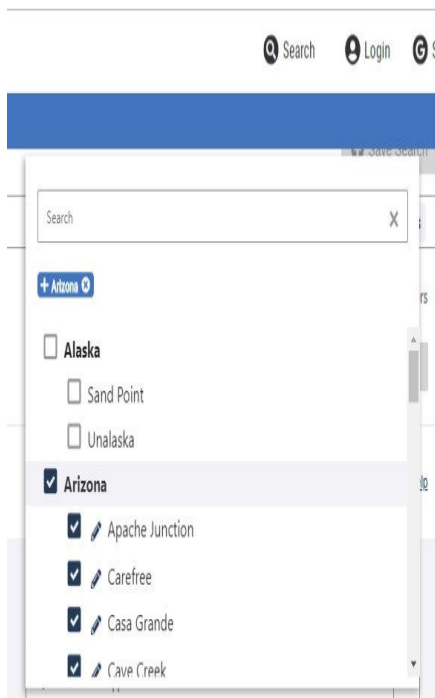 Search Login
Save Search
Search
+ Arizona
Alaska
Sand Point
Unalaska
Arizona
Apache Junction
Carefree
Casa Grande
Cave Creek